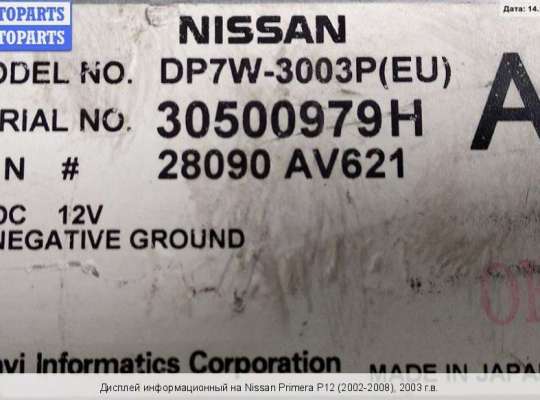 TOPARTS
TOPARTS
Дата: 14.
NISSAN
ODEL NO. DP7W-3003P(EU)
RIAL NO. 30500979H
A
N # 28090 AV621
DC 12V
NEGATIVE GROUND
avi Informatics Corporation
MADE IN JAPA
Дисплей информационный на Nissan Primera P12 (2002-2008), 2003 г.в.